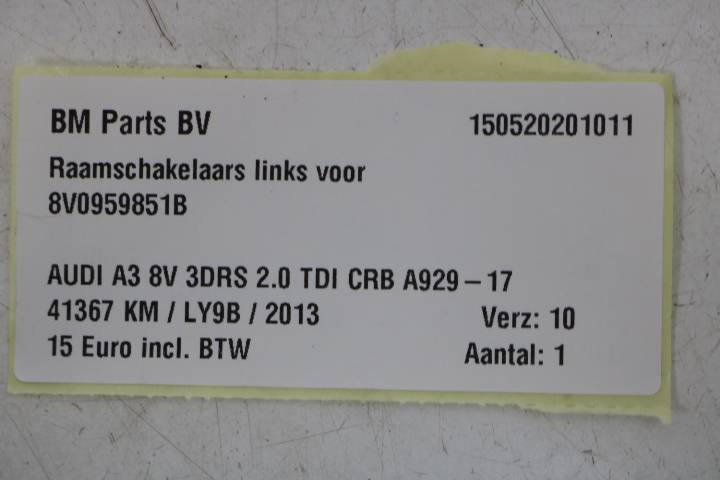 BM Parts BV 150520201011
Raamschakelaars links voor
8V0959851B
AUDI A3 8V 3DRS 2.0 TDI CRB A929 – 17
41367 KM / LY9B / 2013 Verz: 10
15 Euro incl. BTW Aantal: 1